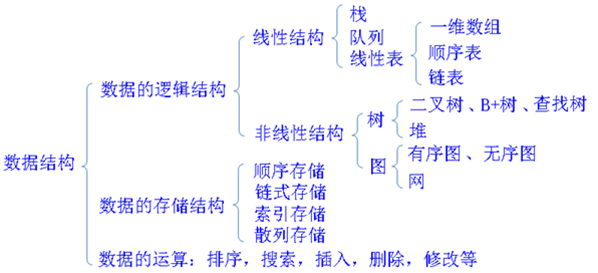 数据结构
数据的逻辑结构
线性结构
栈
队列
线性表
一维数组
顺序表
链表
非线性结构
树
二叉树、B+树、查找树
堆
图
有序图、无序图
网
数据的存储结构
顺序存储
链式存储
索引存储
散列存储
数据的运算：排序，搜索，插入，删除，修改等